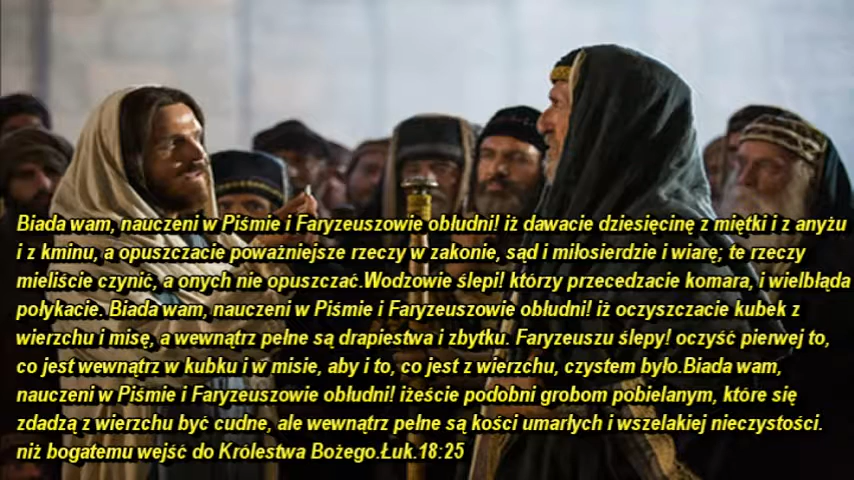 Biada wam, nauczeni w Piśmie i Faryzeuszowie obłudni! iż dawacie dziesięcinę z miętki i z anyżu
i z kminu, a opuszczacie poważniejsze rzeczy w zakonie, sąd i miłosierdzie i wiarę; te rzeczy
mieliście czynić, a onych nie opuszczać.Wodzowie ślepi! którzy przecedzacie komara, i wielbłąda
połykacie. Biada wam, nauczeni w Piśmie i Faryzeuszowie obłudni! iż oczyszczacie kubek z
wierzchu i misę, a wewnątrz pełne są drapiestwa i zbytku. Faryzeuszu ślepy! oczyść pierwej to,
co jest wewnątrz w kubku i w misie, aby i to, co jest z wierzchu, czystem było.Biada wam,
nauczeni w Piśmie i Faryzeuszowie obłudni! iżeście podobni grobom pobielanym, które się
zdadzą z wierzchu być cudne, ale wewnątrz pełne są kości umarłych i wszelakiej nieczystości.
niż bogatemu wejść do Królestwa Bożego.Łuk.18:25